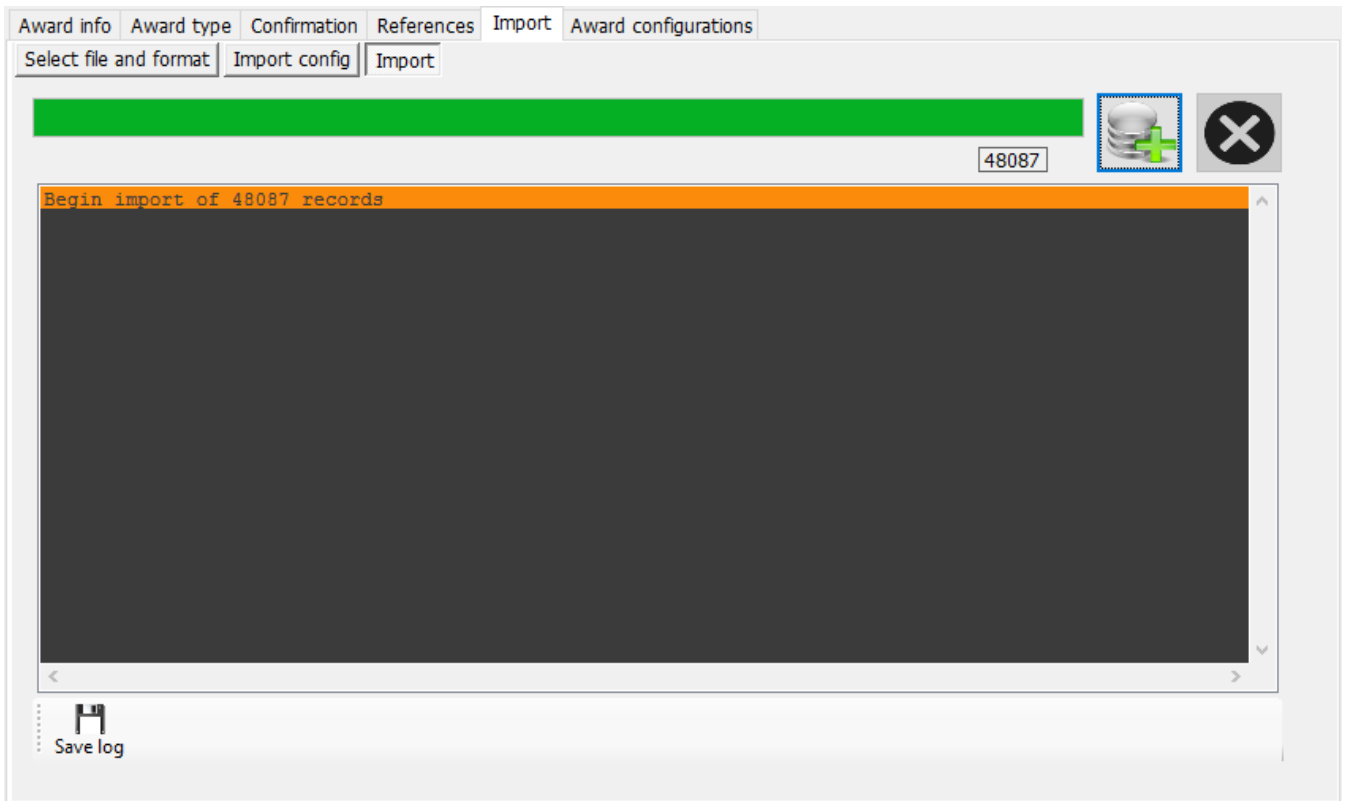 Award info Award type Confirmation References Import Award configurations
Select file and format Import config Import
48087
Begin import of 48087 records
Save log